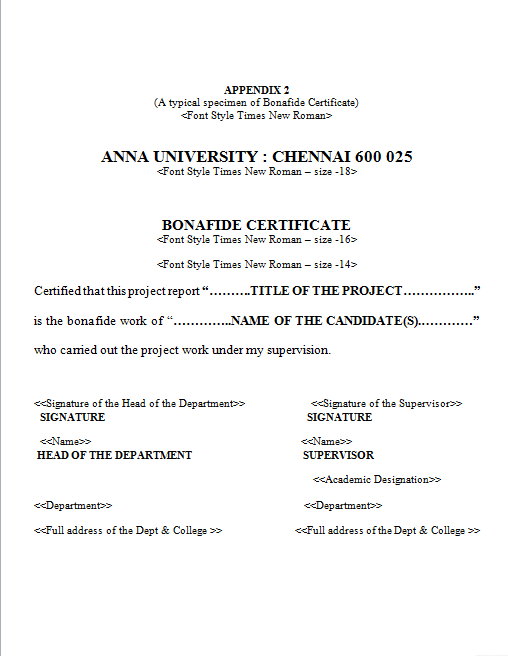 APPENDIX 2
(A typical specimen of Bonafide Certificate)
<Font Style Times New Roman>
ANNA UNIVERSITY : CHENNAI 600 025
<Font Style Times New Roman – size -18>
BONAFIDE CERTIFICATE
<Font Style Times New Roman – size -16>
<Font Style Times New Roman – size -14>
Certified that this project report “……….TITLE OF THE PROJECT……………..”
is the bonafide work of “…………..NAME OF THE CANDIDATE(S)…………”
who carried out the project work under my supervision.
<<Signature of the Head of the Department>> <<Signature of the Supervisor>>
SIGNATURE SIGNATURE
<<Name>> <<Name>>
HEAD OF THE DEPARTMENT SUPERVISOR
<<Academic Designation>>
<<Department>> <<Department>>
<<Full address of the Dept & College >> <<Full address of the Dept & College >>